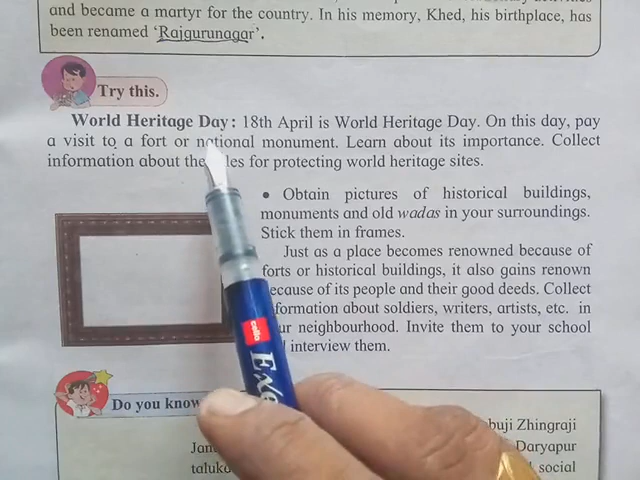 and became a martyr for the country. In his memory, Khed, his birthplace, has
been renamed ‘Rajgurunagar’.
Try this.
World Heritage Day: 18th April is World Heritage Day. On this day, pay
a visit to a fort or national monument. Learn about its importance. Collect
information about the for protecting world heritage sites.
• Obtain pictures of historical buildings,
monuments and old wadas in your surroundings.
Stick them in frames.
Just as a place becomes renowned because of
forts or historical buildings, it also gains renown
because of its people and their good deeds. Collect
information about soldiers, writers, artists, etc. in
neighbourhood. Invite them to your school
interview them.
cello
Do you know
Zhingraji
Daryapur
social